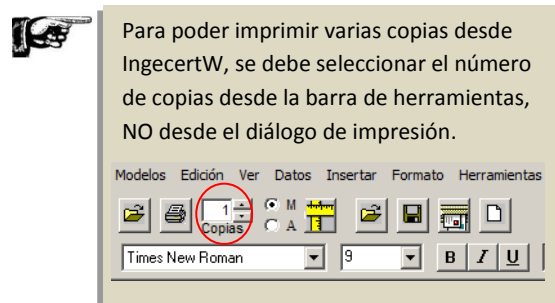 Para poder imprimir varias copias desde
IngecertW, se debe seleccionar el número
de copias desde la barra de herramientas,
NO desde el diálogo de impresión.
Modelos Edición Ver Datos Insertar Formato Herramientas
1 M
Copias A
Times New Roman 9 B I U